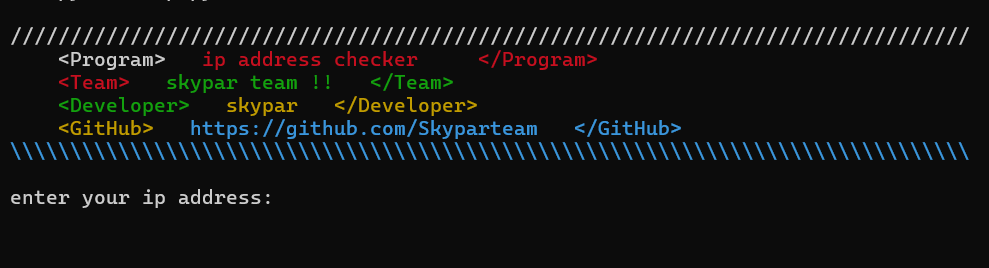 ////////////////////////////////////////////////////////////////////////////////
<Program> ip address checker </Program>
<Team> skypar team !! </Team>
<Developer> skypar </Developer>
<GitHub> https://github.com/Skyparteam </GitHub>
\\\\\\\\\\\\\\\\\\\\\\\\\\\\\\\\\\\\\\\\\\\\\\\\\\\\\\\\\\\\\\\\\\\\\\\\\\\\\\\\
enter your ip address: